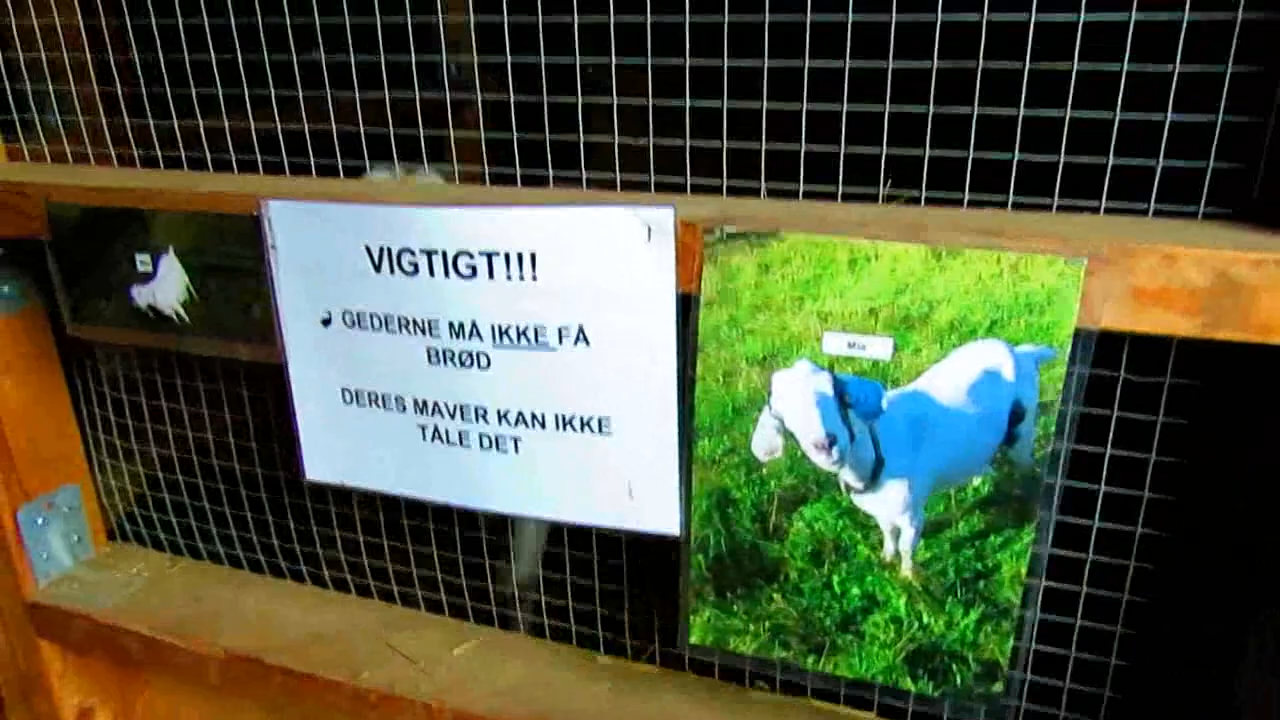 VIGTIGT!!!
GEDERNE MÅ IKKE FÅ
BRØD
DERES MAVER KAN IKKE
TÅLE DET